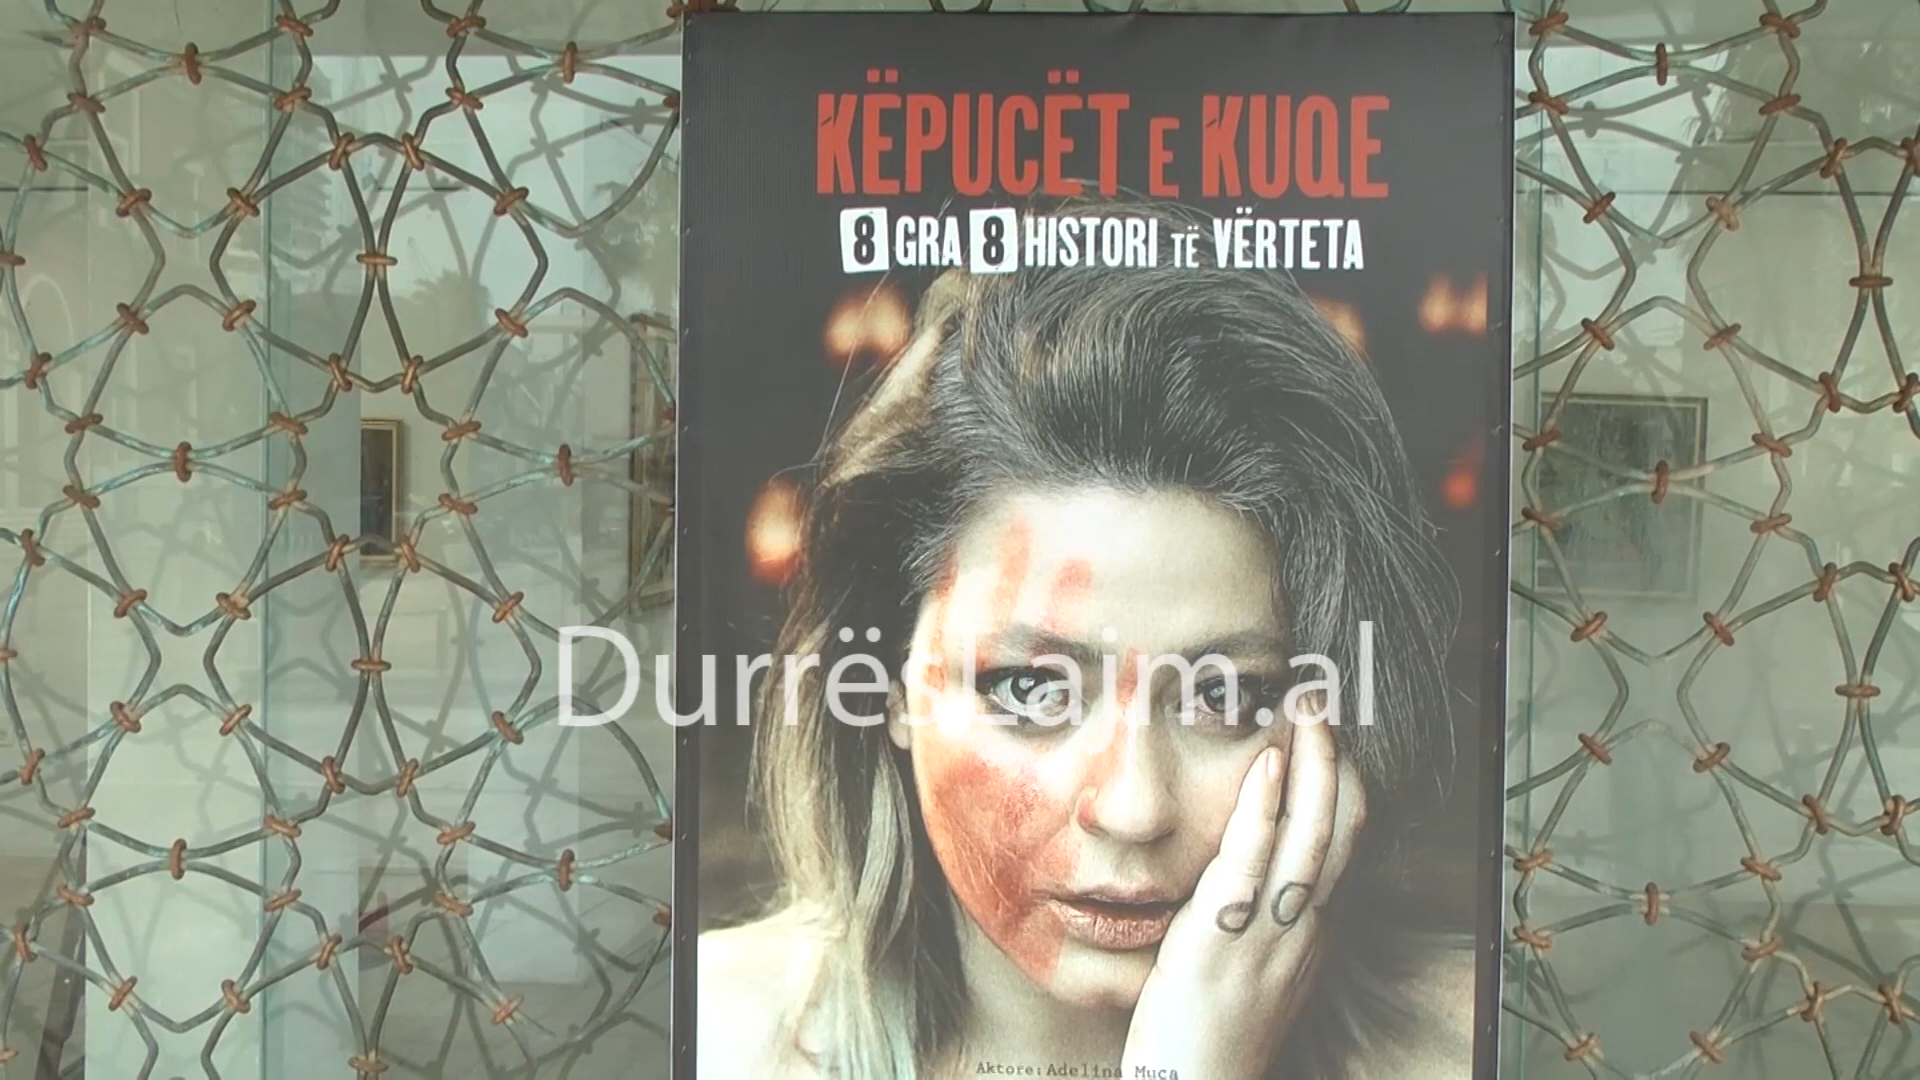 KËPUCËT E KUQE
8 GRA 8 HISTORI TË VËRTETA
DurrësLajm.al
Aktore: Adelina Muça